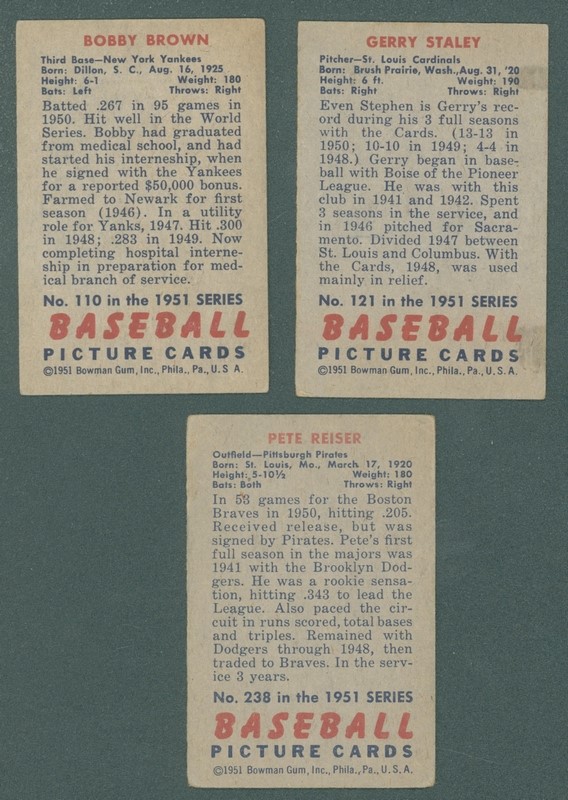 BOBBY BROWN
Third Base—New York Yankees
Born: Dillon, S. C., Aug. 16, 1925
Height: 6-1 Weight: 180
Bats: Left Throws: Right
Batted .267 in 95 games in
1950. Hit well in the World
Series. Bobby had graduated
from medical school, and had
started his interneship, when
he signed with the Yankees
for a reported $50,000 bonus.
Farmed to Newark for first
season (1946). In a utility
role for Yanks, 1947. Hit .300
in 1948; .283 in 1949. Now
completing hospital interne-
ship in preparation for med-
ical branch of service.
No. 110 in the 1951 SERIES
BASEBALL
PICTURE CARDS
©1951 Bowman Gum, Inc., Phila., Pa., U. S. A.
GERRY STALEY
Pitcher—St. Louis Cardinals
Born: Brush Prairie, Wash., Aug. 31, '20
Height: 6 ft. Weight: 190
Bats: Right Throws: Right
Even Stephen is Gerry's rec-
ord during his 3 full seasons
with the Cards. (13-13 in
1950; 10-10 in 1949; 4-4 in
1948.) Gerry began in base-
ball with Boise of the Pioneer
League. He was with this
club in 1941 and 1942. Spent
3 seasons in the service, and
in 1946 pitched for Sacra-
mento. Divided 1947 between
St. Louis and Columbus. With
the Cards, 1948, was used
mainly in relief.
No. 121 in the 1951 SERIES
BASEBALL
PICTURE CARDS
©1951 Bowman Gum, Inc., Phila., Pa., U. S. A.
PETE REISER
Outfield—Pittsburgh Pirates
Born: St. Louis, Mo., March 17, 1920
Height: 5-10½ Weight: 180
Bats: Both Throws: Right
In 53 games for the Boston
Braves in 1950, hitting .205.
Received release, but was
signed by Pirates. Pete's first
full season in the majors was
1941 with the Brooklyn Dod-
gers. He was a rookie sensa-
tion, hitting .343 to lead the
League. Also paced the cir-
cuit in runs scored, total bases
and triples. Remained with
Dodgers through 1948, then
traded to Braves. In the serv-
ice 3 years.
No. 238 in the 1951 SERIES
BASEBALL
PICTURE CARDS
©1951 Bowman Gum, Inc., Phila., Pa., U. S. A.